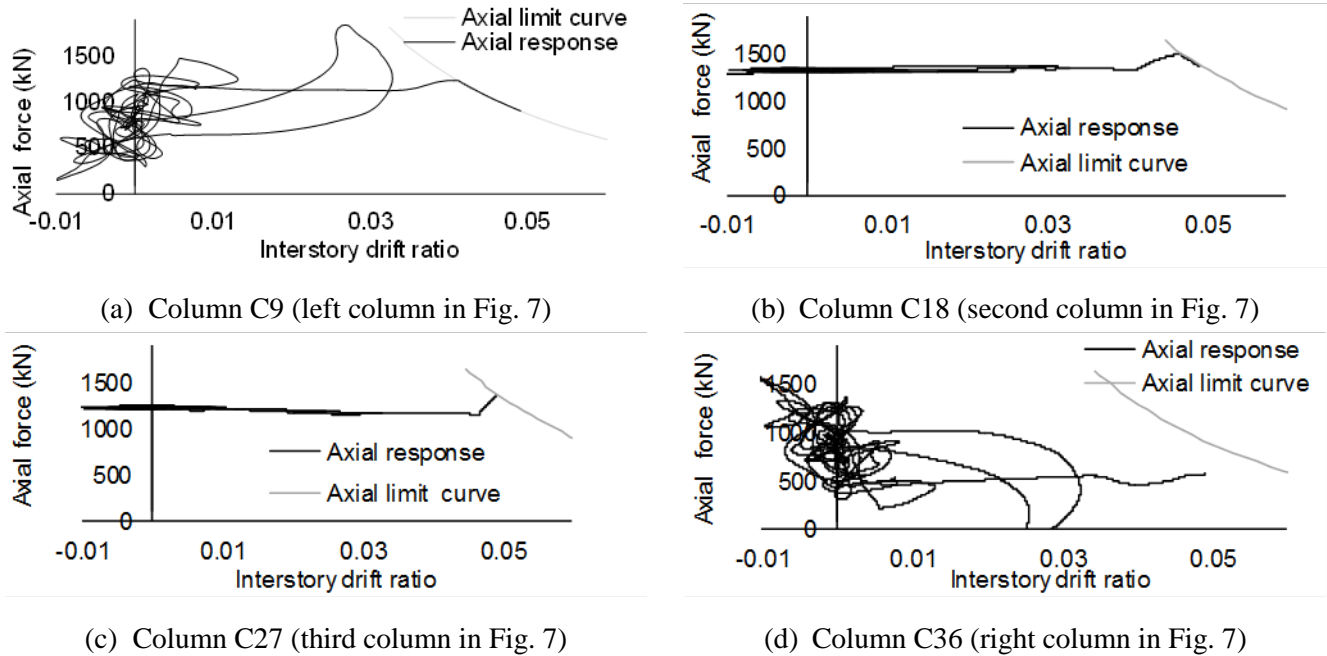 Axial force (kN)
1500
1000
500
0
-0.01 0.01 0.03 0.05
Interstory drift ratio
Axial limit curve
Axial response
(a) Column C9 (left column in Fig. 7)
Axial force (kN)
1500
1000
500
0
-0.01 0.01 0.03 0.05
Interstory drift ratio
Axial response
Axial limit curve
(b) Column C18 (second column in Fig. 7)
Axial force (kN)
1500
1000
500
0
-0.01 0.01 0.03 0.05
Interstory drift ratio
Axial response
Axial limit curve
(c) Column C27 (third column in Fig. 7)
Axial force (kN)
1500
1000
500
0
-0.01 0.01 0.03 0.05
Interstory drift ratio
Axial response
Axial limit curve
(d) Column C36 (right column in Fig. 7)